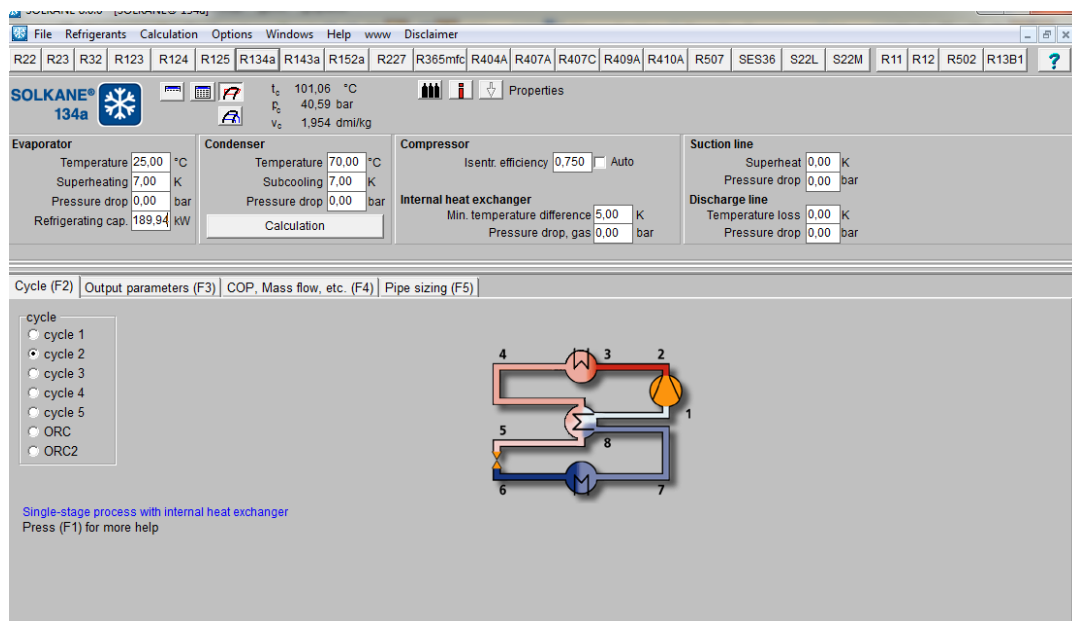 File Refrigerants Calculation Options Windows Help www Disclaimer
R22 R23 R32 R123 R124 R125 R134a R143a R152a R227 R365mfc R404A R407A R407C R409A R410A R507 SES36 S22L S22M R11 R12 R502 R13B1 ?
SOLKANE®
134a
tc 101,06 °C
pc 40,59 bar
vc 1,954 dmi/kg
Properties
Evaporator
Temperature 25,00 °C
Superheating 7,00 K
Pressure drop 0,00 bar
Refrigerating cap. 189,94 kW
Condenser
Temperature 70,00 °C
Subcooling 7,00 K
Pressure drop 0,00 bar
Calculation
Compressor
Isentr. efficiency 0,750 Auto
Internal heat exchanger
Min. temperature difference 5,00 K
Pressure drop, gas 0,00 bar
Suction line
Superheat 0,00 K
Pressure drop 0,00 bar
Discharge line
Temperature loss 0,00 K
Pressure drop 0,00 bar
Cycle (F2) Output parameters (F3) COP, Mass flow, etc. (F4) Pipe sizing (F5)
cycle
cycle 1
cycle 2
cycle 3
cycle 4
cycle 5
ORC
ORC2
4 3 2
1
5 8
6 7
Single-stage process with internal heat exchanger
Press (F1) for more help